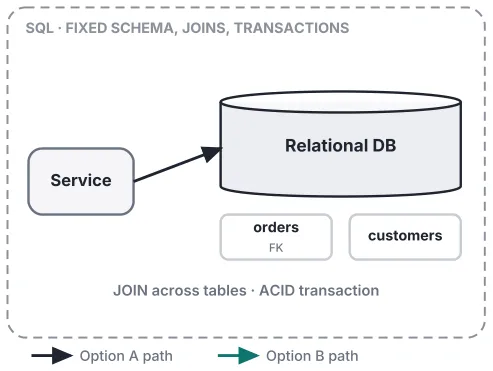 SQL · FIXED SCHEMA, JOINS, TRANSACTIONS
Relational DB
Service
orders
FK
customers
JOIN across tables · ACID transaction
Option A path
Option B path